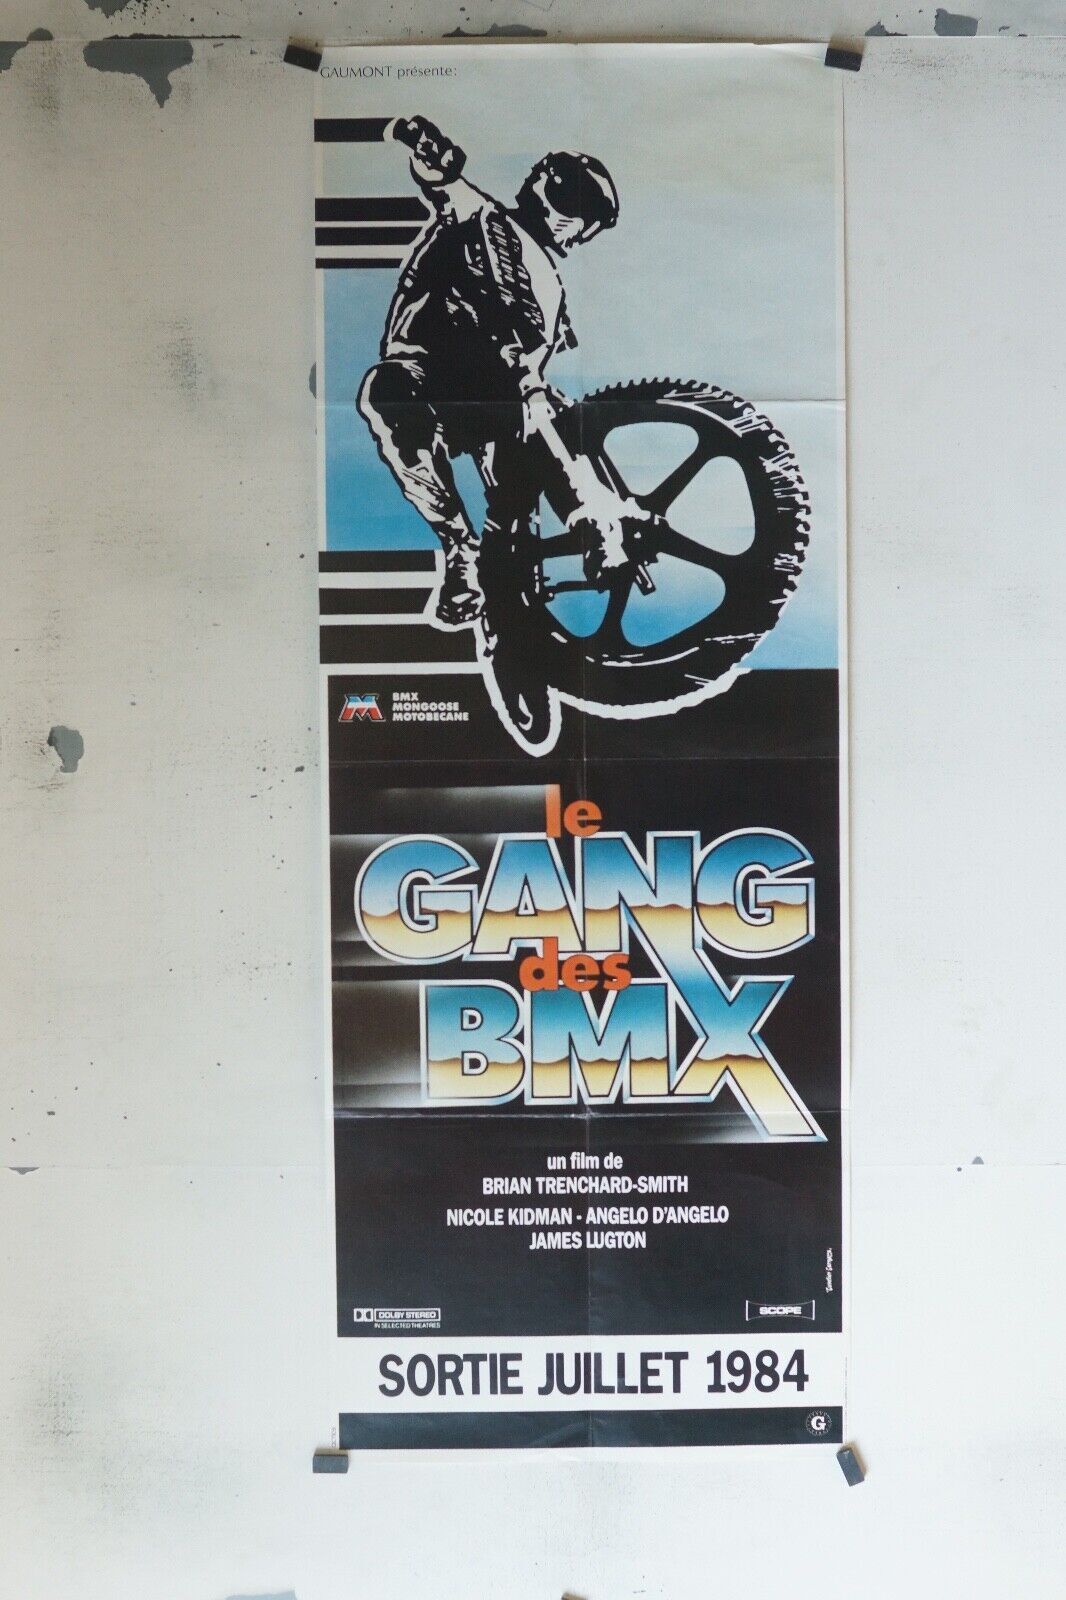 GAUMONT présente:
BMX
MONGOOSE
MOTOBECANE
le
GANG
des
BMX
un film de
BRIAN TRENCHARD-SMITH
NICOLE KIDMAN - ANGELO D'ANGELO
JAMES LUGTON
DOLBY STEREO
IN SELECTED THEATRES
SCOPE
SORTIE JUILLET 1984
G